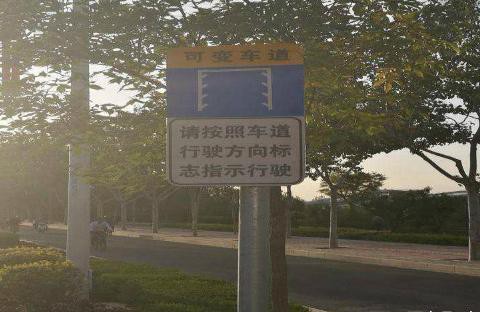 可变车道
请按照车道
行驶方向标
志指示行驶